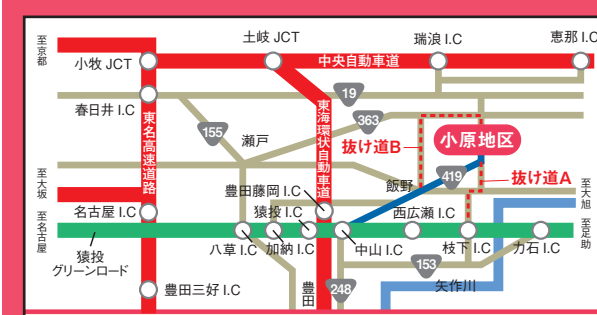 至京都
小牧 JCT
土岐 JCT
中央自動車道
瑞浪 I.C
恵那 I.C
19
春日井 I.C
東名高速道路
155
瀬戸
東海環状自動車道
363
抜け道B
小原地区
419
抜け道A
飯野
至大坂
至名古屋
名古屋 I.C
豊田藤岡 I.C
猿投 I.C
西広瀬 I.C
至大旭
至足助
猿投
グリーンロード
八草 I.C
加納 I.C
中山 I.C
枝下 I.C
力石 I.C
153
豊田三好 I.C
豊田
248
矢作川